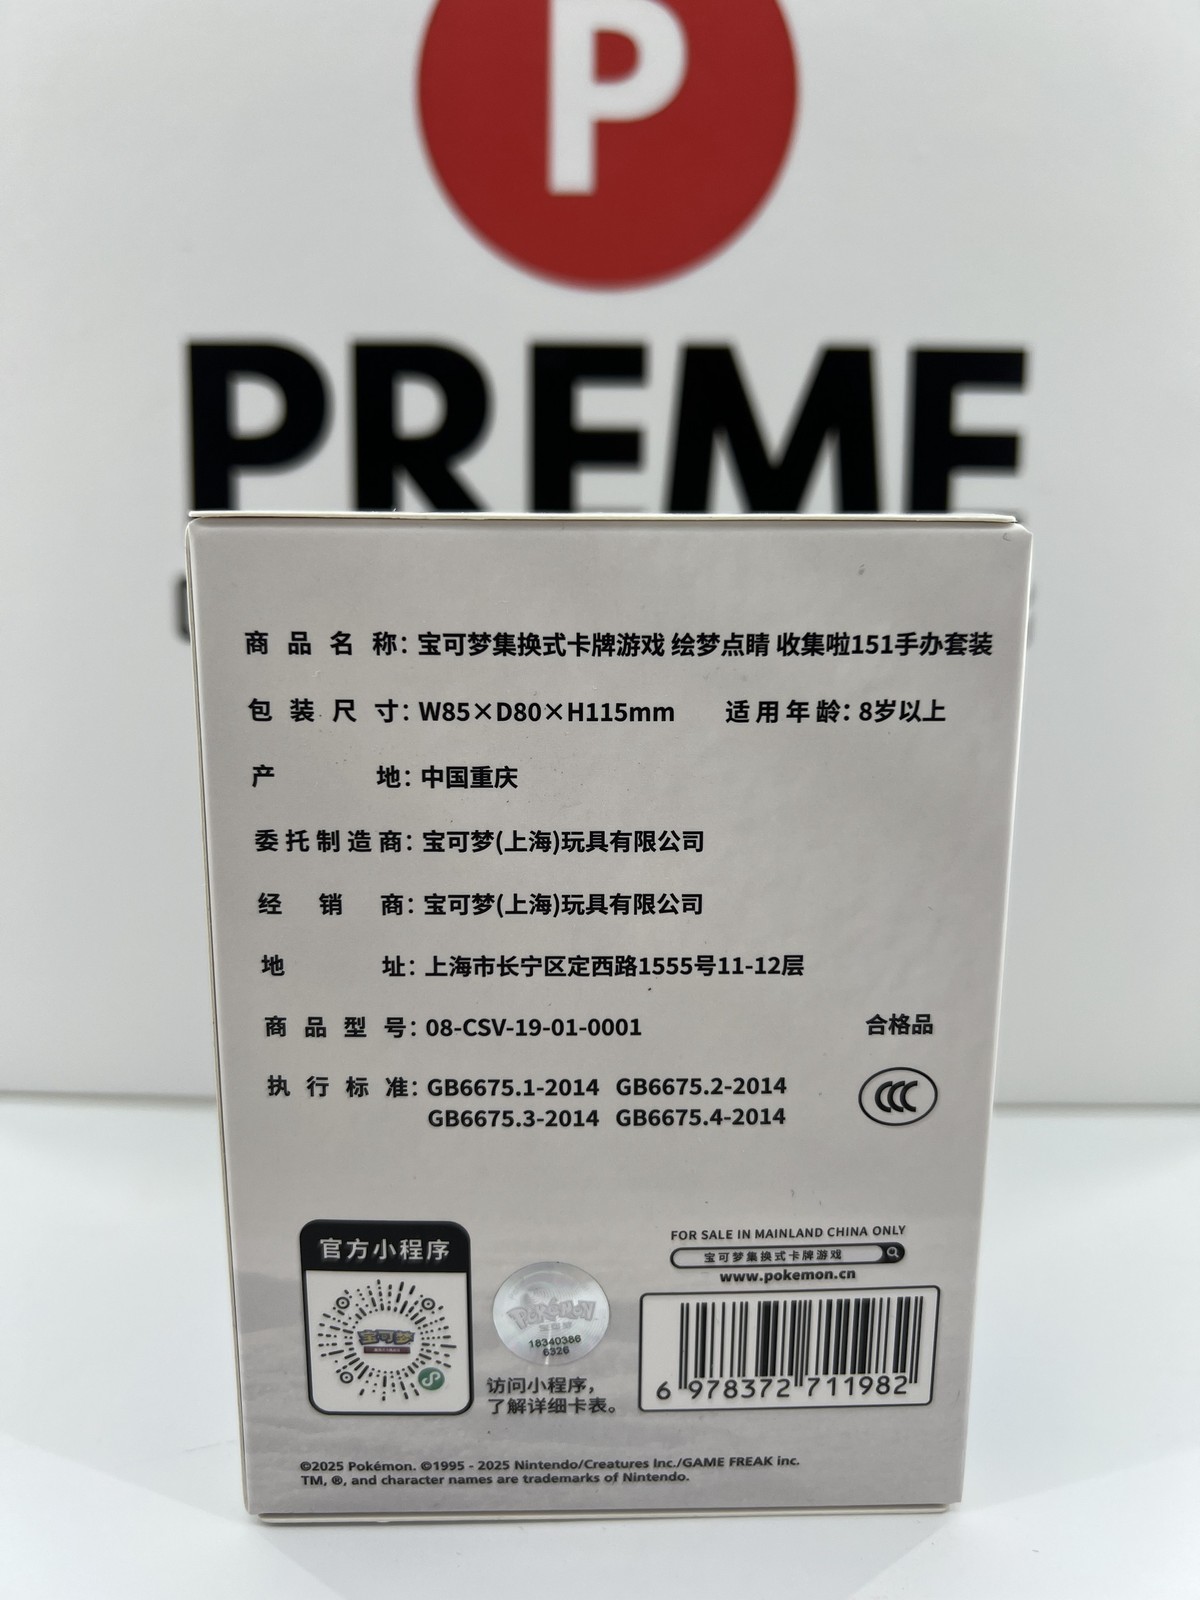 P
PREME
商品名称：宝可梦集换式卡牌游戏 绘梦点睛 收集啦151手办套装
包装尺寸：W85×D80×H115mm 适用年龄：8岁以上
产地：中国重庆
委托制造商：宝可梦(上海)玩具有限公司
经销商：宝可梦(上海)玩具有限公司
地址：上海市长宁区定西路1555号11-12层
商品型号：08-CSV-19-01-0001
合格品
执行标准：GB6675.1-2014 GB6675.2-2014
GB6675.3-2014 GB6675.4-2014
CCC
官方小程序
宝可梦
POKÉMON
18340386
6326
访问小程序，
了解详细卡表。
FOR SALE IN MAINLAND CHINA ONLY
宝可梦集换式卡牌游戏
www.pokemon.cn
6 978372 711982
©2025 Pokémon. ©1995 - 2025 Nintendo/Creatures Inc./GAME FREAK inc.
TM, ®, and character names are trademarks of Nintendo.